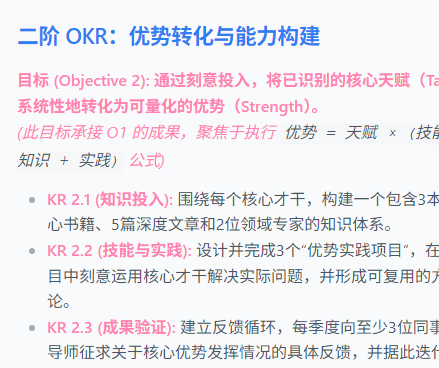 二阶 OKR：优势转化与能力构建
目标 (Objective 2): 通过刻意投入，将已识别的核心天赋（Ta
系统性地转化为可量化的优势（Strength）。
(此目标承接 O1 的成果，聚焦于执行 优势 = 天赋 × (技能
知识 + 实践) 公式)
KR 2.1 (知识投入): 围绕每个核心才干，构建一个包含3本
心书籍、5篇深度文章和2位领域专家的知识体系。
KR 2.2 (技能与实践): 设计并完成3个“优势实践项目”，在
目中刻意运用核心才干解决实际问题，并形成可复用的方
论。
KR 2.3 (成果验证): 建立反馈循环，每季度向至少3位同事
导师征求关于核心优势发挥情况的具体反馈，并据此迭代